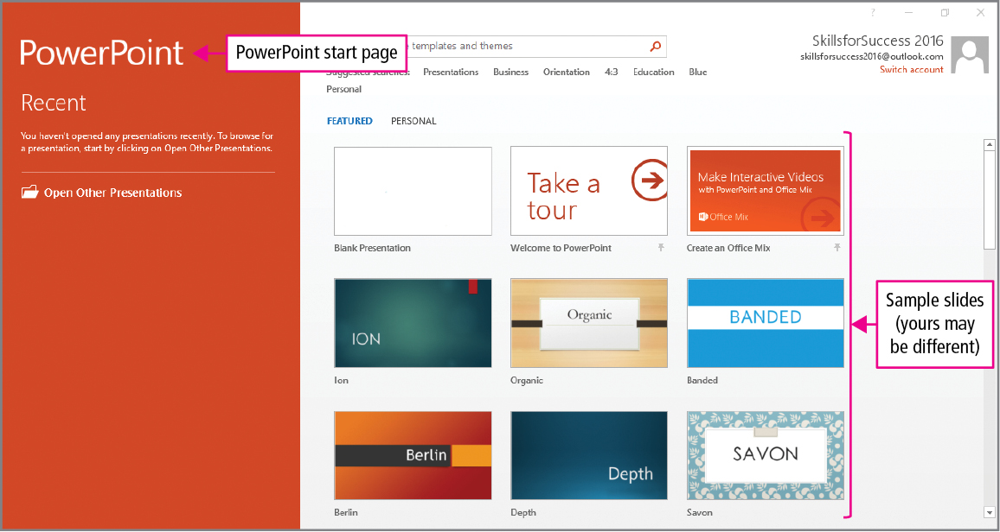 PowerPoint
PowerPoint start page
templates and themes
?
SkillsforSuccess 2016
skillsforsuccess2016@outlook.com
Switch account
Suggested searches:
Presentations
Business
Orientation
4:3
Education
Blue
Personal
Recent
You haven't opened any presentations recently. To browse for
a presentation, start by clicking on Open Other Presentations.
Open Other Presentations
FEATURED
PERSONAL
Take a
tour
Make Interactive Videos
with PowerPoint and Office Mix
Office Mix
Blank Presentation
Welcome to PowerPoint
Create an Office Mix
ION
Organic
BANDED
Ion
Organic
Banded
Sample slides
(yours may
be different)
Berlin
Depth
SAVON
Berlin
Depth
Savon